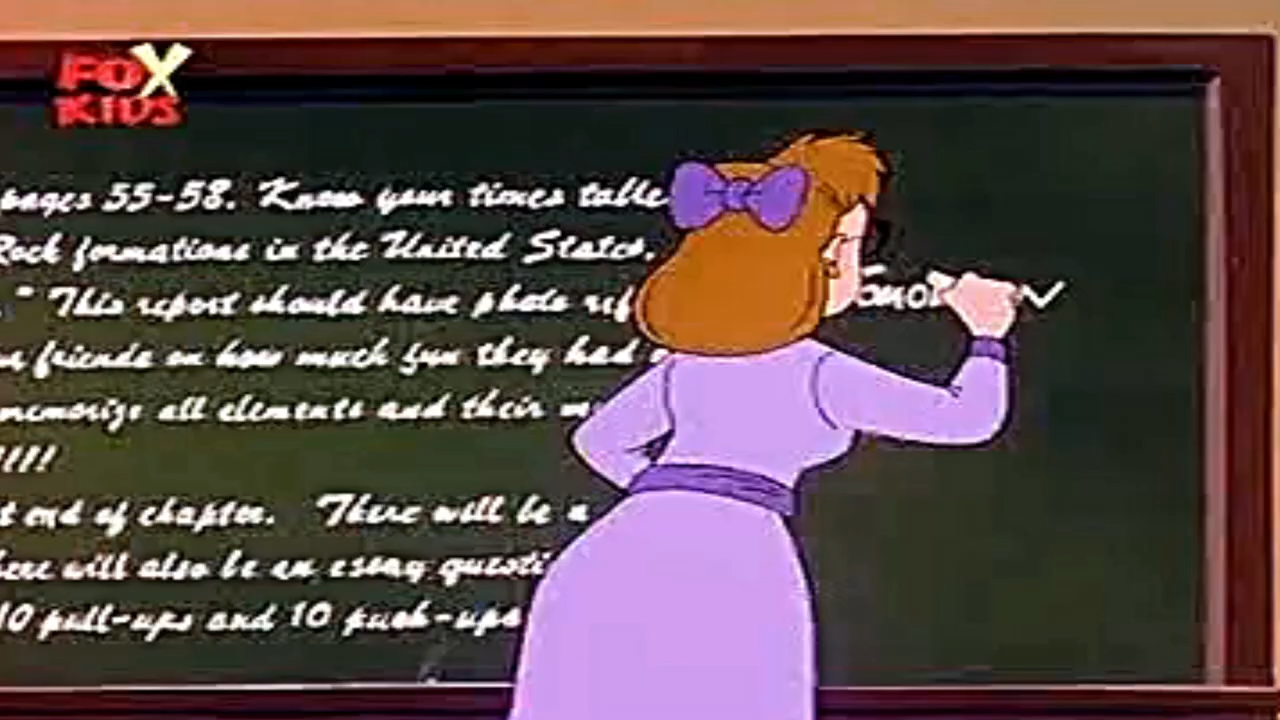 FOX
KIDS
pages 55-58. Know your times table
Rock formations in the United States.
." This report should have photo ref
friends on how much fun they had
memorize all elements and their
!!!!
t end of chapter. There will be a
here will also be an essay questi
10 pull-ups and 10 push-ups